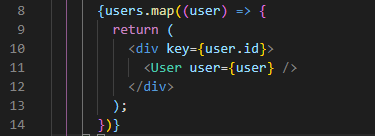 8 {users.map((user) => {
9 return (
10 <div key={user.id}>
11 <User user={user} />
12 </div>
13 );
14 })}